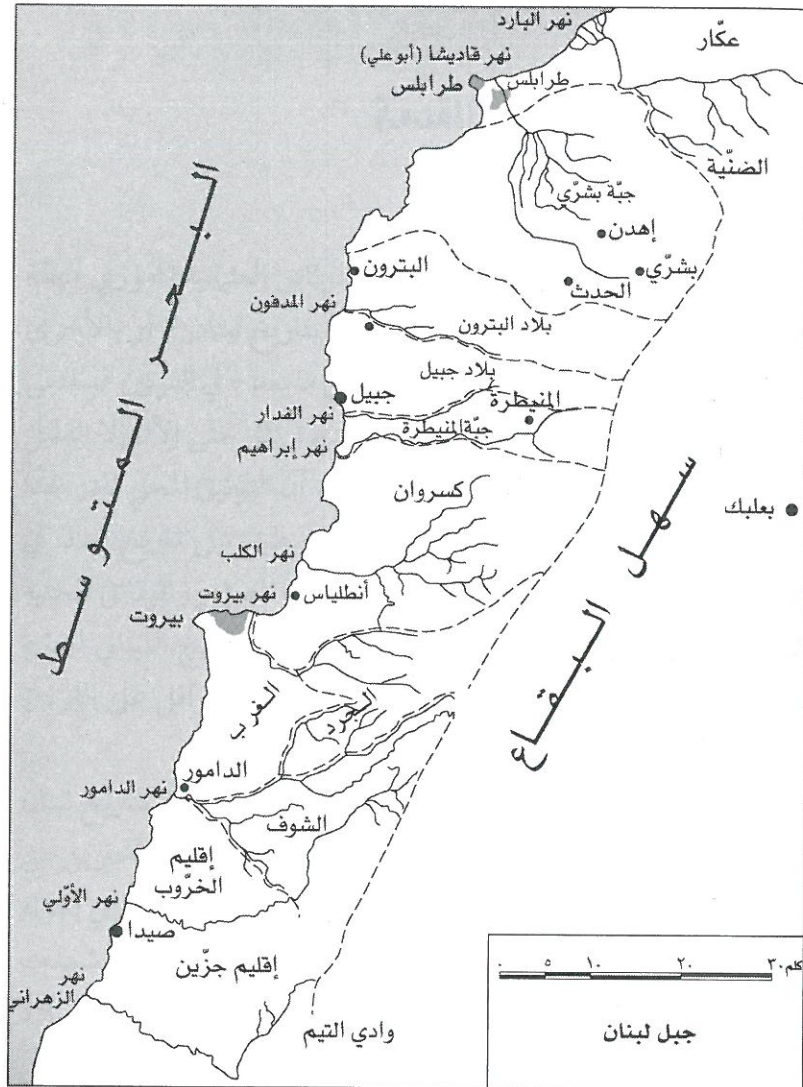 نهر البارد
عكّار
نهر قاديشا (أبو علي)
طرابلس
طرابلس
الضنّية
جبّة بشرّي
إهدن
بشرّي
الحدث
البترون
نهر المدفون
بلاد البترون
بلاد جبيل
جبيل
المنيطرة
نهر الفدار
جبّة المنيطرة
نهر إبراهيم
كسروان
بعلبك
نهر الكلب
أنطلياس
نهر بيروت
بيروت
البحر المتوسط
سهل البقاع
الغرب
الجرد
الدامور
نهر الدامور
الشوف
إقليم
الخرّوب
نهر الأوّلي
صيدا
إقليم جزّين
نهر
الزهراني
وادي التيم
٠ ٥ ١٠ ٢٠ ٣٠ كلم
جبل لبنان